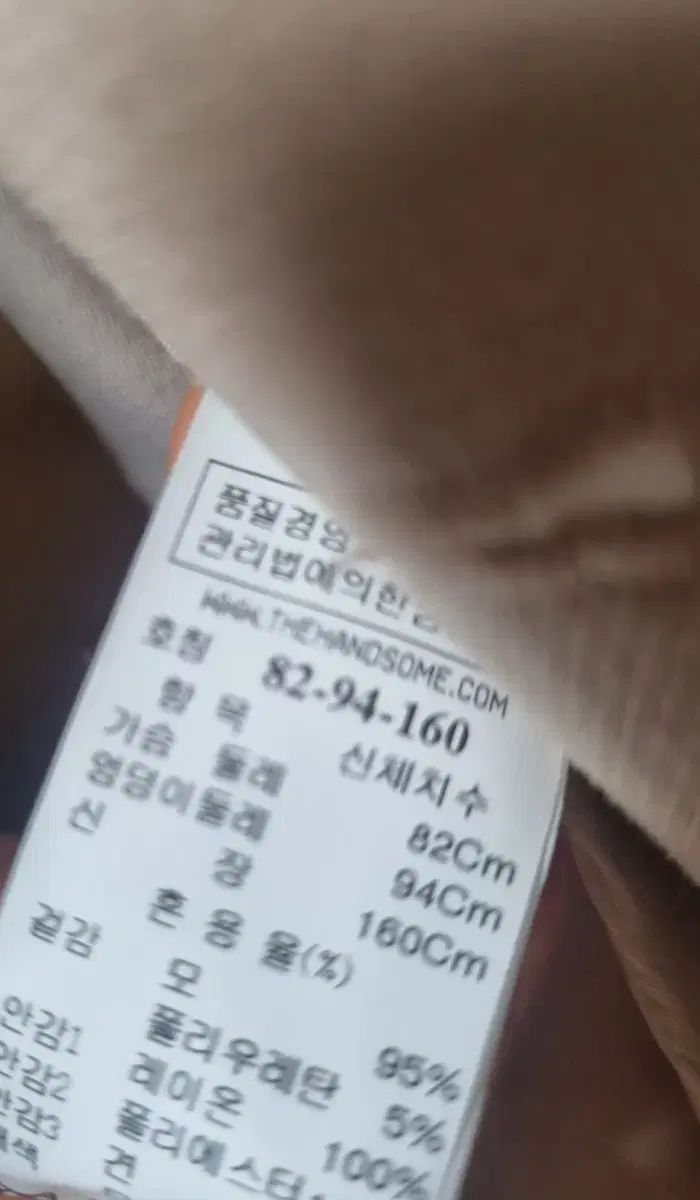 품질경영
관리법에의한
WWW.THEHANDSOME.COM
호칭 82-94-160
항 목 신체치수
가슴 둘레 82Cm
엉덩이둘레 94Cm
신 장 160Cm
혼 용 율(%)
겉감 모 95%
폴리우레탄 5%
안감1 레이온 100%
안감2 폴리에스터
안감3